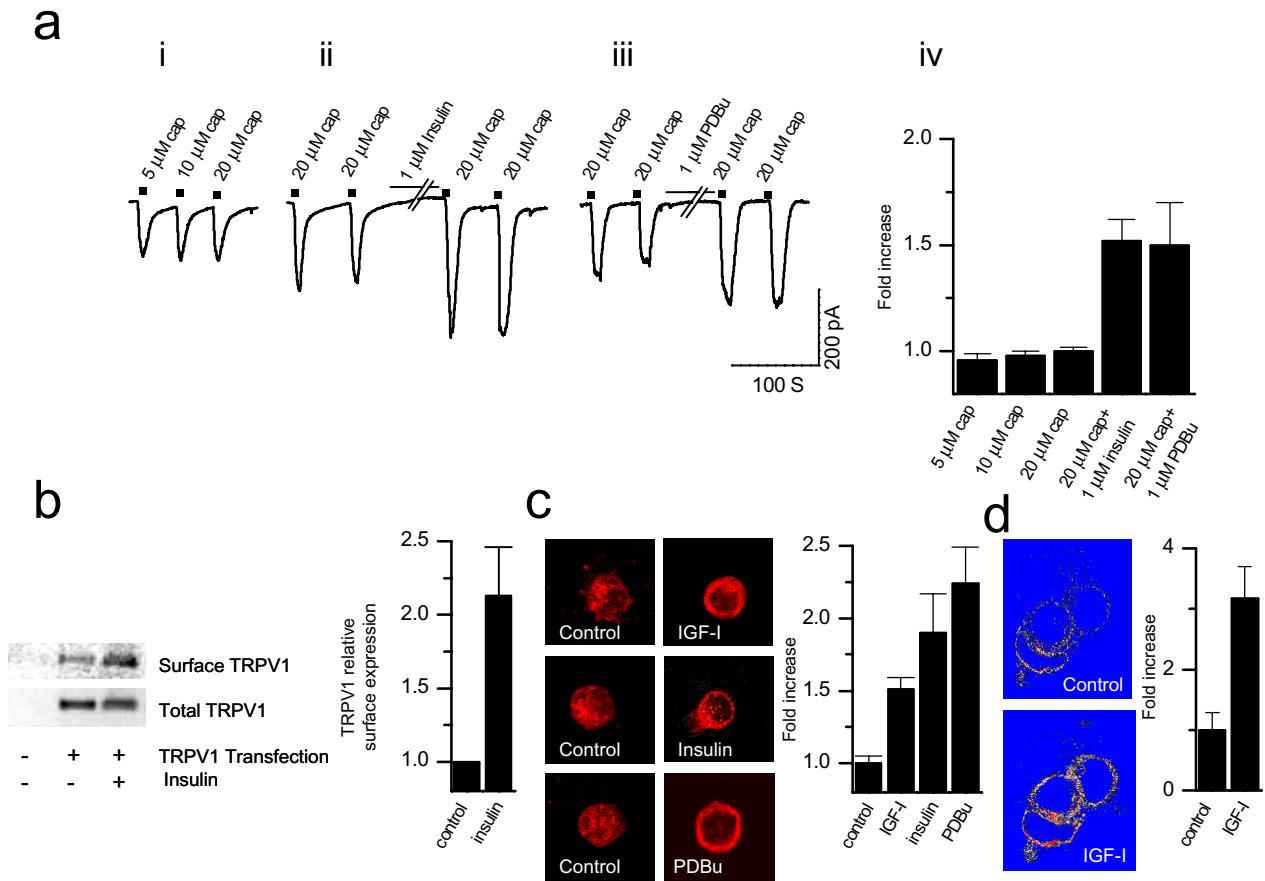 a
i
ii
iii
iv
5 µM cap
10 µM cap
20 µM cap
20 µM cap
20 µM cap
1 µM Insulin
20 µM cap
20 µM cap
20 µM cap
20 µM cap
1 µM PDBu
20 µM cap
20 µM cap
200 pA
100 S
Fold increase
2.0
1.5
1.0
5 µM cap
10 µM cap
20 µM cap
20 µM cap+
1 µM insulin
20 µM cap+
1 µM PDBu
b
Surface TRPV1
Total TRPV1
- + + TRPV1 Transfection
- - + Insulin
TRPV1 relative
surface expression
2.5
2.0
1.5
1.0
control
insulin
c
Control
IGF-I
Control
Insulin
Control
PDBu
Fold increase
2.5
2.0
1.5
1.0
control
IGF-I
insulin
PDBu
d
Control
IGF-I
Fold increase
4
2
0
control
IGF-I